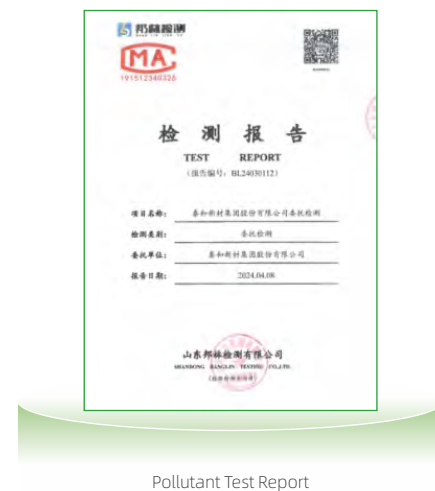 邦林检测
MA
191512340326
检测报告
TEST REPORT
(报告编号: BL24030112)
项目名称: 泰和新材集团股份有限公司委托检测
检测类别: 委托检测
委托单位: 泰和新材集团股份有限公司
报告日期: 2024.04.08
山东邦林检测有限公司
SHANDONG BANGLIN TESTING CO.,LTD.
Pollutant Test Report